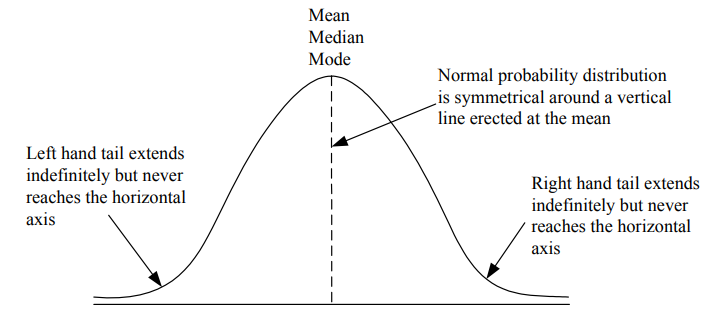 Mean
Median
Mode
Normal probability distribution
is symmetrical around a vertical
line erected at the mean
Left hand tail extends
indefinitely but never
reaches the horizontal
axis
Right hand tail extends
indefinitely but never
reaches the horizontal
axis